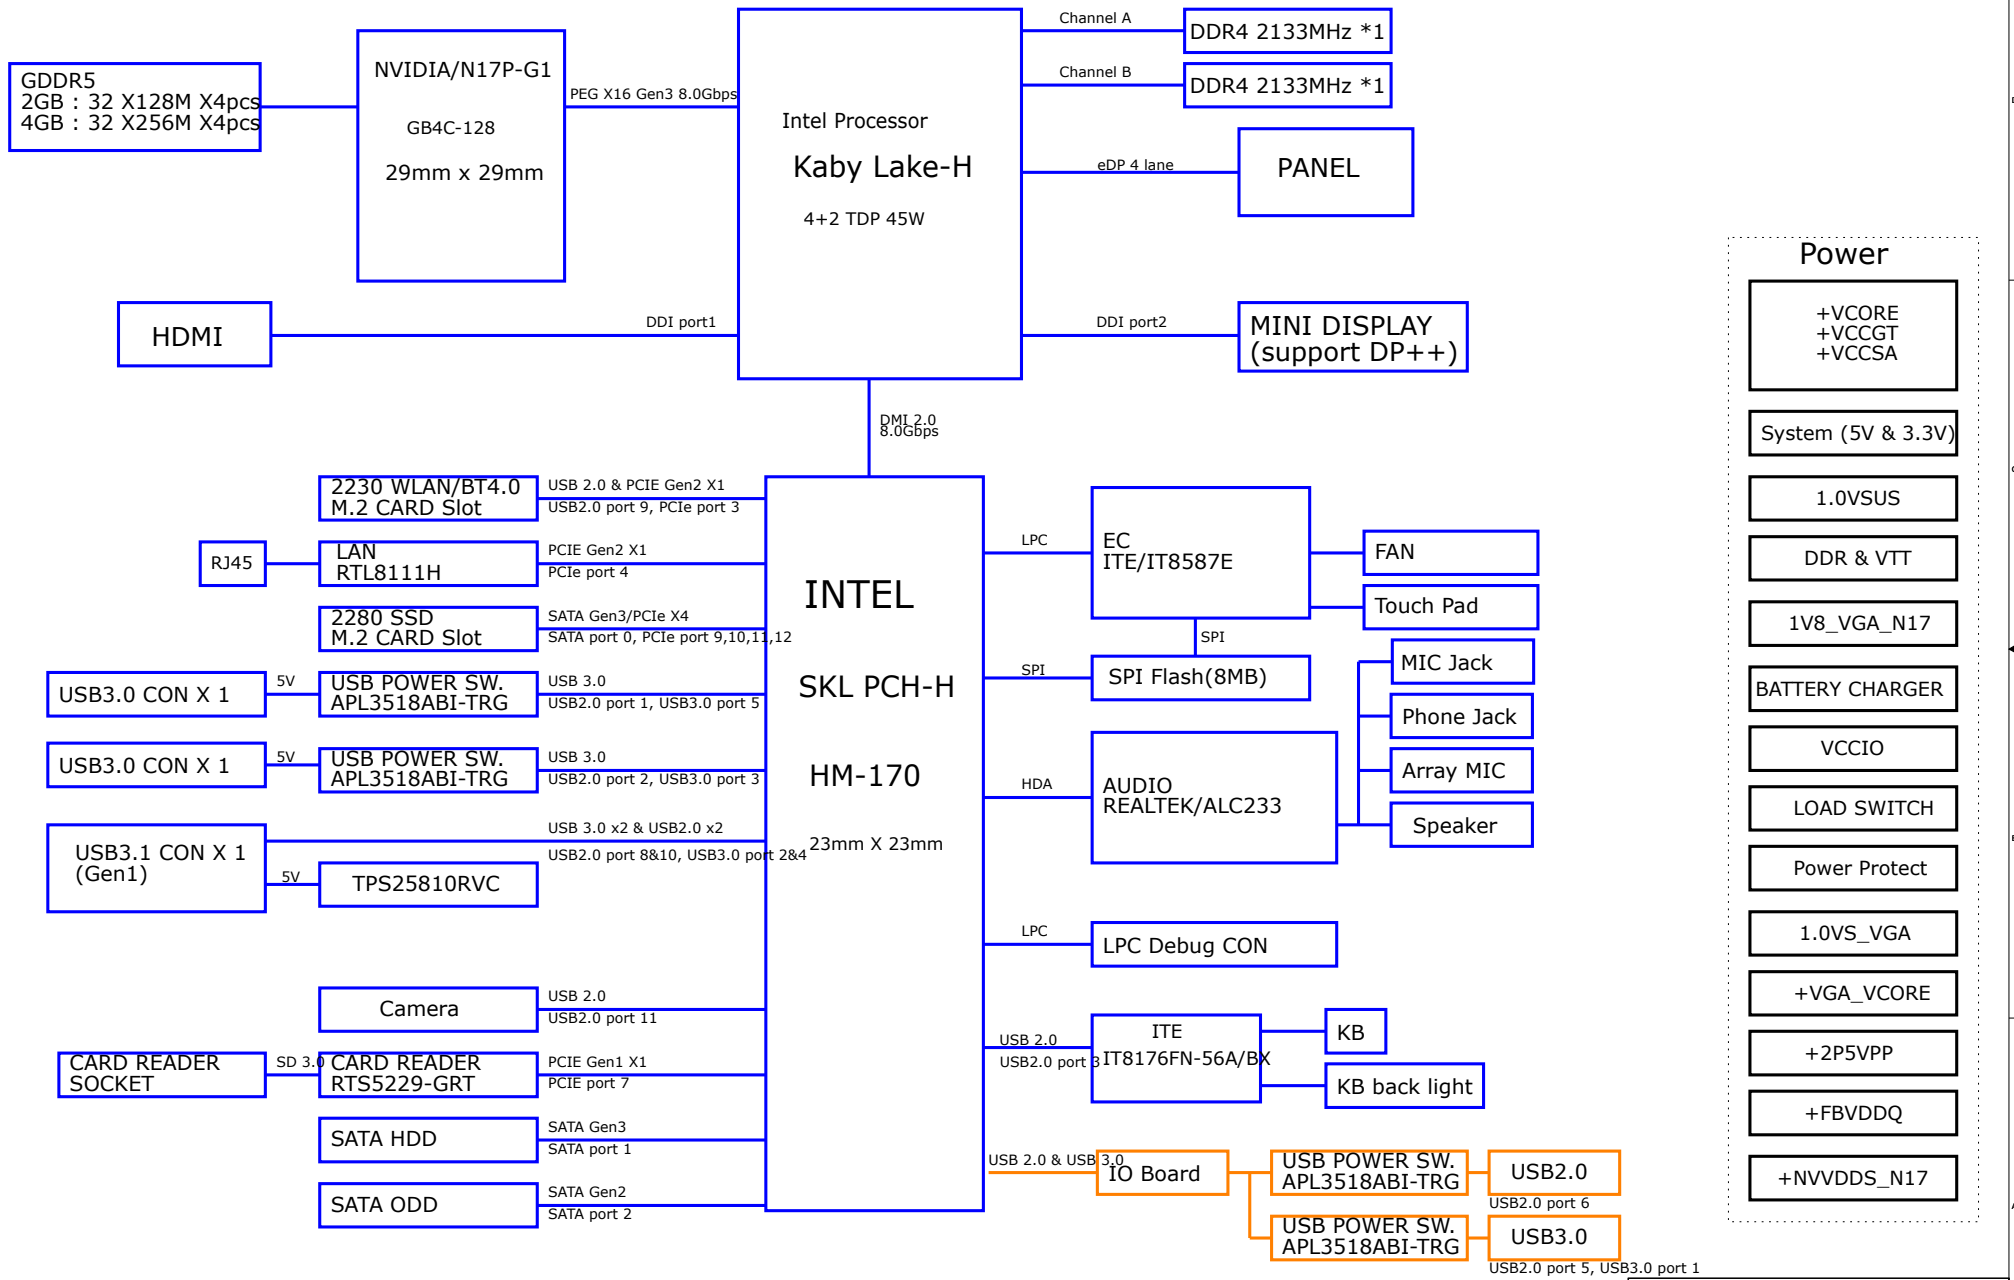 GDDR5
2GB : 32 X128M X4pcs
4GB : 32 X256M X4pcs
NVIDIA/N17P-G1
GB4C-128
29mm x 29mm
PEG X16 Gen3 8.0Gbps
Intel Processor
Kaby Lake-H
4+2 TDP 45W
Channel A
DDR4 2133MHz *1
Channel B
DDR4 2133MHz *1
eDP 4 lane
PANEL
HDMI
DDI port1
DDI port2
MINI DISPLAY
(support DP++)
DMI 2.0
8.0Gbps
2230 WLAN/BT4.0
M.2 CARD Slot
USB 2.0 & PCIE Gen2 X1
USB2.0 port 9, PCIe port 3
RJ45
LAN
RTL8111H
PCIE Gen2 X1
PCIe port 4
2280 SSD
M.2 CARD Slot
SATA Gen3/PCIe X4
SATA port 0, PCIe port 9,10,11,12
USB3.0 CON X 1
5V
USB POWER SW.
APL3518ABI-TRG
USB 3.0
USB2.0 port 1, USB3.0 port 5
USB3.0 CON X 1
5V
USB POWER SW.
APL3518ABI-TRG
USB 3.0
USB2.0 port 2, USB3.0 port 3
USB3.1 CON X 1
(Gen1)
USB 3.0 x2 & USB2.0 x2
USB2.0 port 8&10, USB3.0 port 2&4
5V
TPS25810RVC
Camera
USB 2.0
USB2.0 port 11
CARD READER
SOCKET
SD 3.0
CARD READER
RTS5229-GRT
PCIE Gen1 X1
PCIE port 7
SATA HDD
SATA Gen3
SATA port 1
SATA ODD
SATA Gen2
SATA port 2
INTEL
SKL PCH-H
HM-170
23mm X 23mm
LPC
EC
ITE/IT8587E
FAN
Touch Pad
SPI
SPI
SPI Flash(8MB)
HDA
AUDIO
REALTEK/ALC233
MIC Jack
Phone Jack
Array MIC
Speaker
LPC
LPC Debug CON
USB 2.0
USB2.0 port 3
ITE
IT8176FN-56A/BX
KB
KB back light
USB 2.0 & USB 3.0
IO Board
USB POWER SW.
APL3518ABI-TRG
USB2.0
USB2.0 port 6
USB POWER SW.
APL3518ABI-TRG
USB3.0
USB2.0 port 5, USB3.0 port 1
Power
+VCORE
+VCCGT
+VCCSA
System (5V & 3.3V)
1.0VSUS
DDR & VTT
1V8_VGA_N17
BATTERY CHARGER
VCCIO
LOAD SWITCH
Power Protect
1.0VS_VGA
+VGA_VCORE
+2P5VPP
+FBVDDQ
+NVVDDS_N17